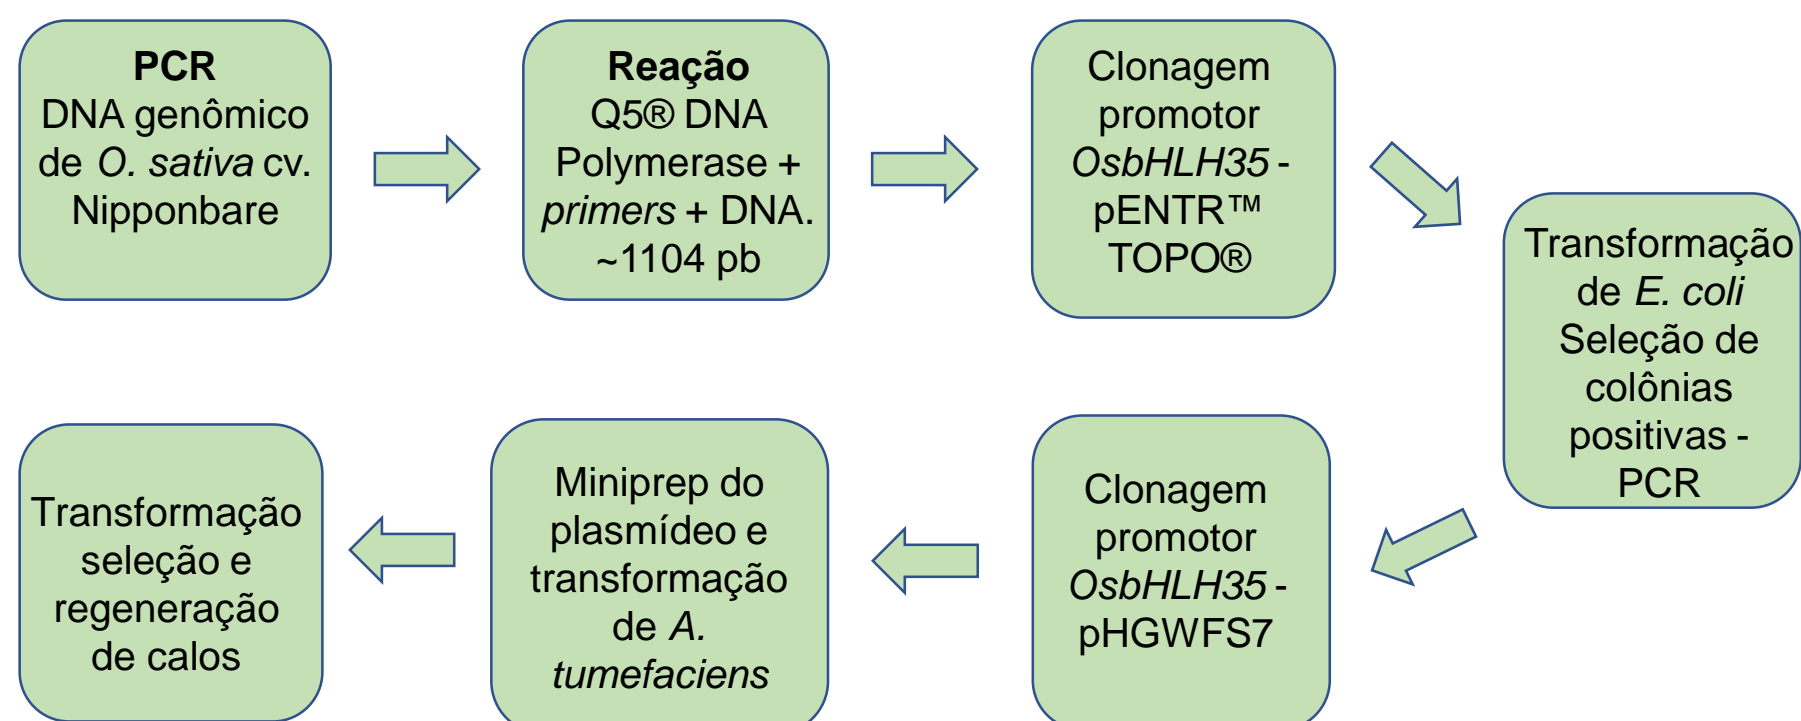 PCR
DNA genômico
de O. sativa cv.
Nipponbare
Reação
Q5® DNA
Polymerase +
primers + DNA.
~1104 pb
Clonagem
promotor
OsbHLH35 -
pENTR™
TOPO®
Transformação
de E. coli
Seleção de
colônias
positivas -
PCR
Clonagem
promotor
OsbHLH35 -
pHGWFS7
Miniprep do
plasmídeo e
transformação
de A.
tumefaciens
Transformação
seleção e
regeneração
de calos